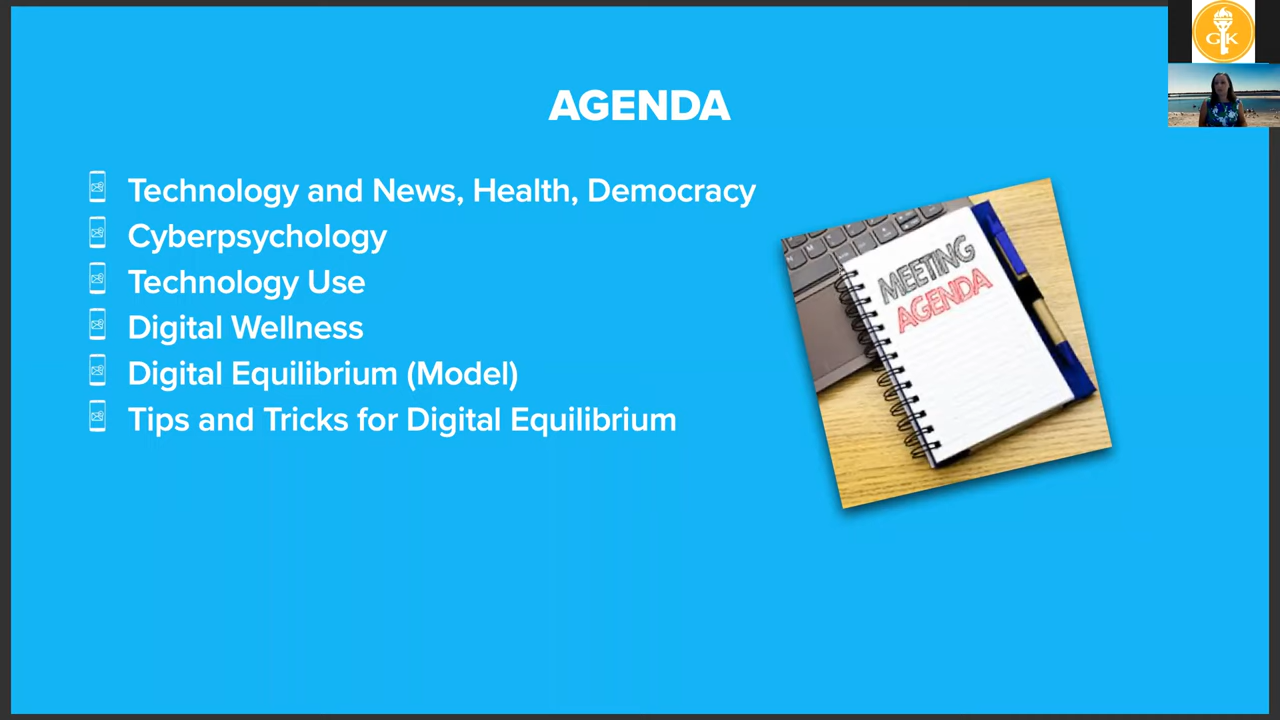 AGENDA
Technology and News, Health, Democracy
Cyberpsychology
Technology Use
Digital Wellness
Digital Equilibrium (Model)
Tips and Tricks for Digital Equilibrium
MEETING
AGENDA
GK